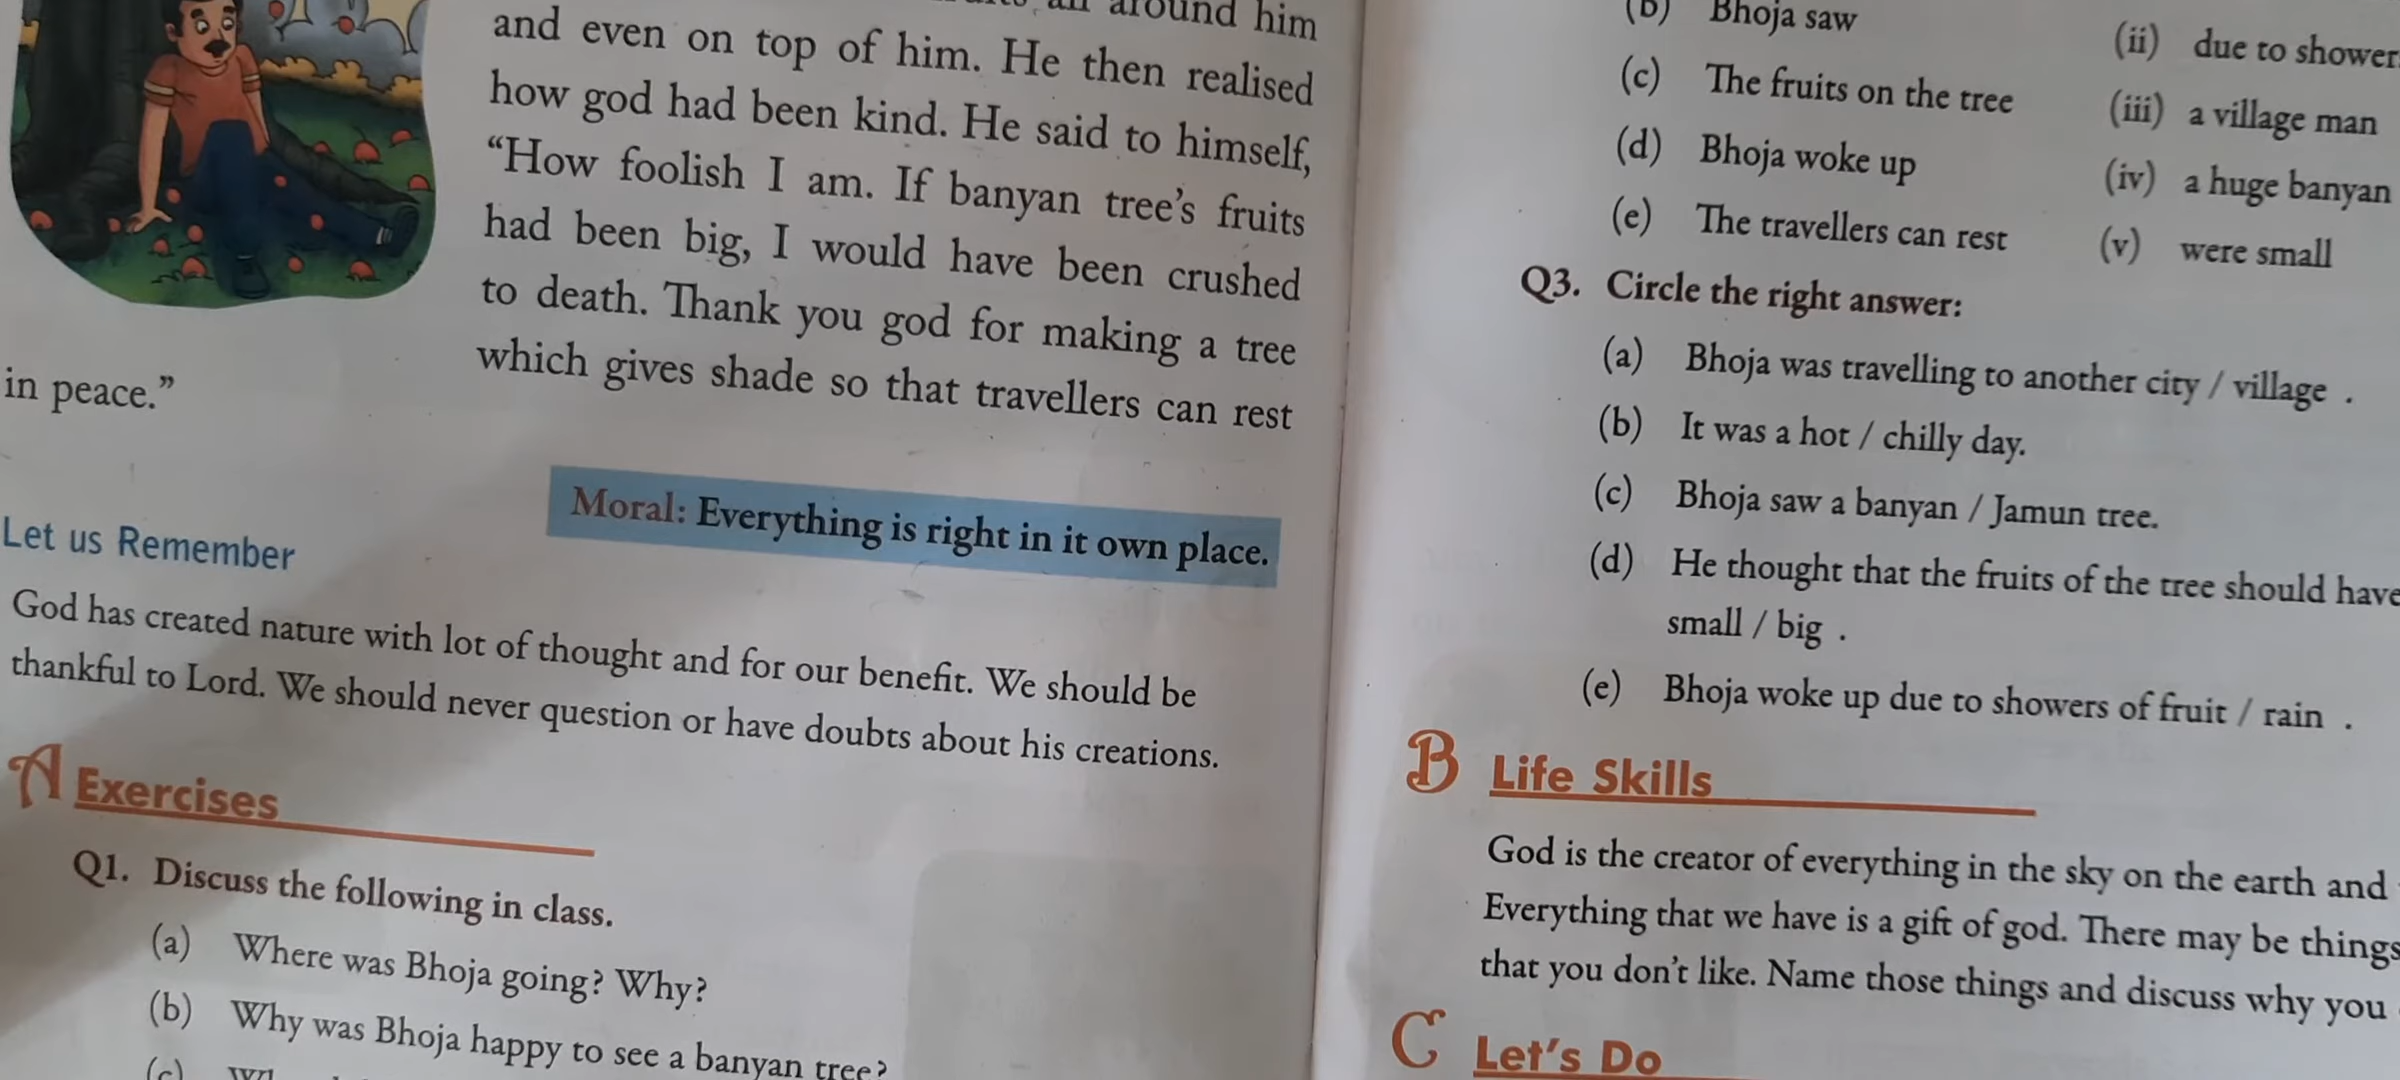 all around him
and even on top of him. He then realised
how god had been kind. He said to himself,
“How foolish I am. If banyan tree’s fruits
had been big, I would have been crushed
to death. Thank you god for making a tree
which gives shade so that travellers can rest
in peace.”
Moral: Everything is right in it own place.
Let us Remember
God has created nature with lot of thought and for our benefit. We should be
thankful to Lord. We should never question or have doubts about his creations.
A Exercises
Q1. Discuss the following in class.
(a) Where was Bhoja going? Why?
(b) Why was Bhoja happy to see a banyan tree?
(c)
(b) Bhoja saw (ii) due to shower
(c) The fruits on the tree (iii) a village man
(d) Bhoja woke up (iv) a huge banyan
(e) The travellers can rest (v) were small
Q3. Circle the right answer:
(a) Bhoja was travelling to another city / village .
(b) It was a hot / chilly day.
(c) Bhoja saw a banyan / Jamun tree.
(d) He thought that the fruits of the tree should have
small / big .
(e) Bhoja woke up due to showers of fruit / rain .
B Life Skills
God is the creator of everything in the sky on the earth and
Everything that we have is a gift of god. There may be things
that you don’t like. Name those things and discuss why you
C Let’s Do